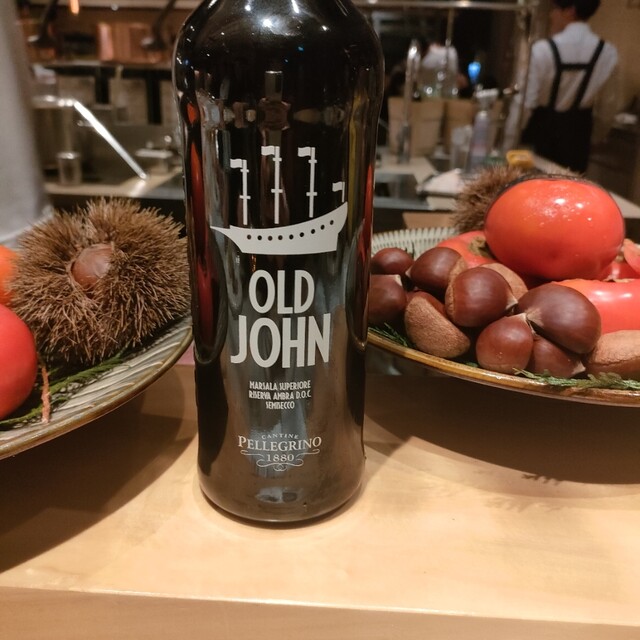 OLD
JOHN
MARSALA SUPERIORE
RISERVA AMBRA D.O.C.
SEMISECCO
CANTINE
PELLEGRINO
1880